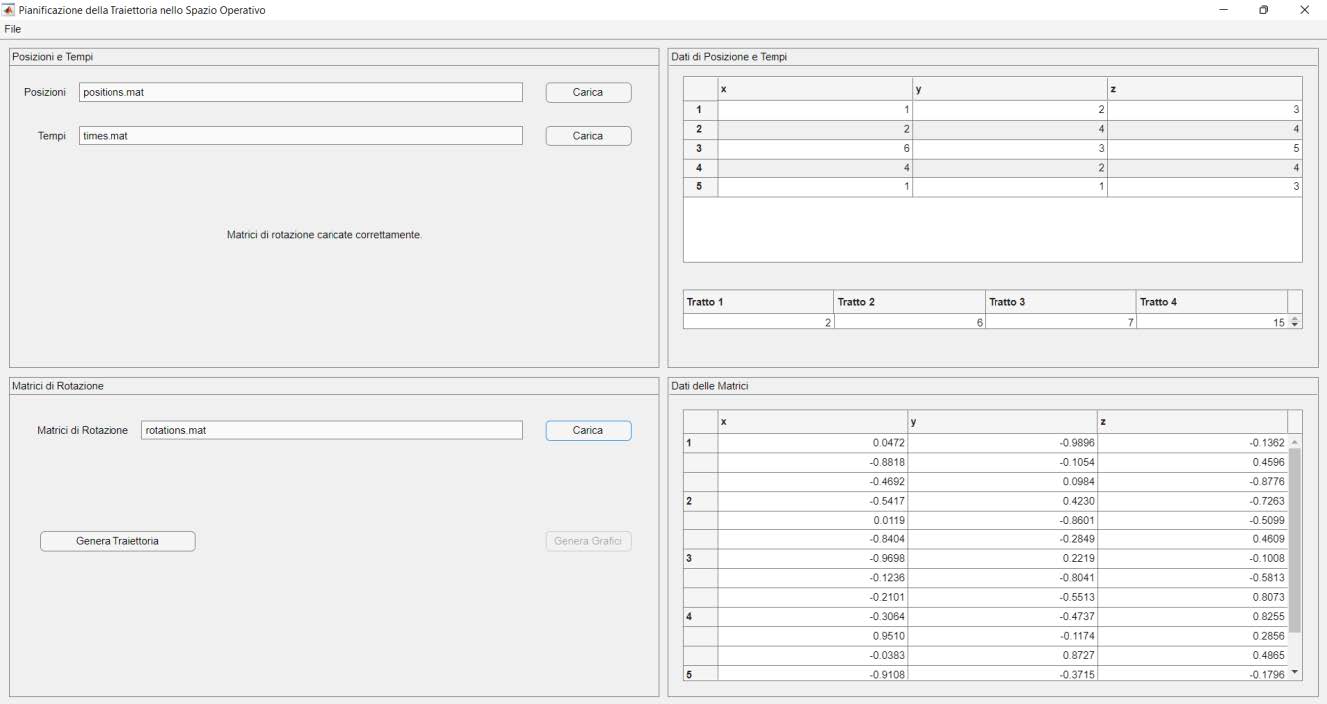 Pianificazione della Traiettoria nello Spazio Operativo
File
Posizioni e Tempi
Posizioni positions.mat Carica
Tempi times.mat Carica
Matrici di rotazione caricate correttamente.
Dati di Posizione e Tempi
x y z
1 1 2 3
2 2 4 4
3 6 3 5
4 4 2 4
5 1 1 3
Tratto 1 Tratto 2 Tratto 3 Tratto 4
2 6 7 15
Matrici di Rotazione
Matrici di Rotazione rotations.mat Carica
Genera Traiettoria Genera Grafici
Dati delle Matrici
x y z
1 0.0472 -0.9896 -0.1362
-0.8818 -0.1054 0.4596
-0.4692 0.0984 -0.8776
2 -0.5417 0.4230 -0.7263
0.0119 -0.8601 -0.5099
-0.8404 -0.2849 0.4609
3 -0.9698 0.2219 -0.1008
-0.1236 -0.8041 -0.5813
-0.2101 -0.5513 0.8073
4 -0.3064 -0.4737 0.8255
0.9510 -0.1174 0.2856
-0.0383 0.8727 0.4865
5 -0.9108 -0.3715 -0.1796